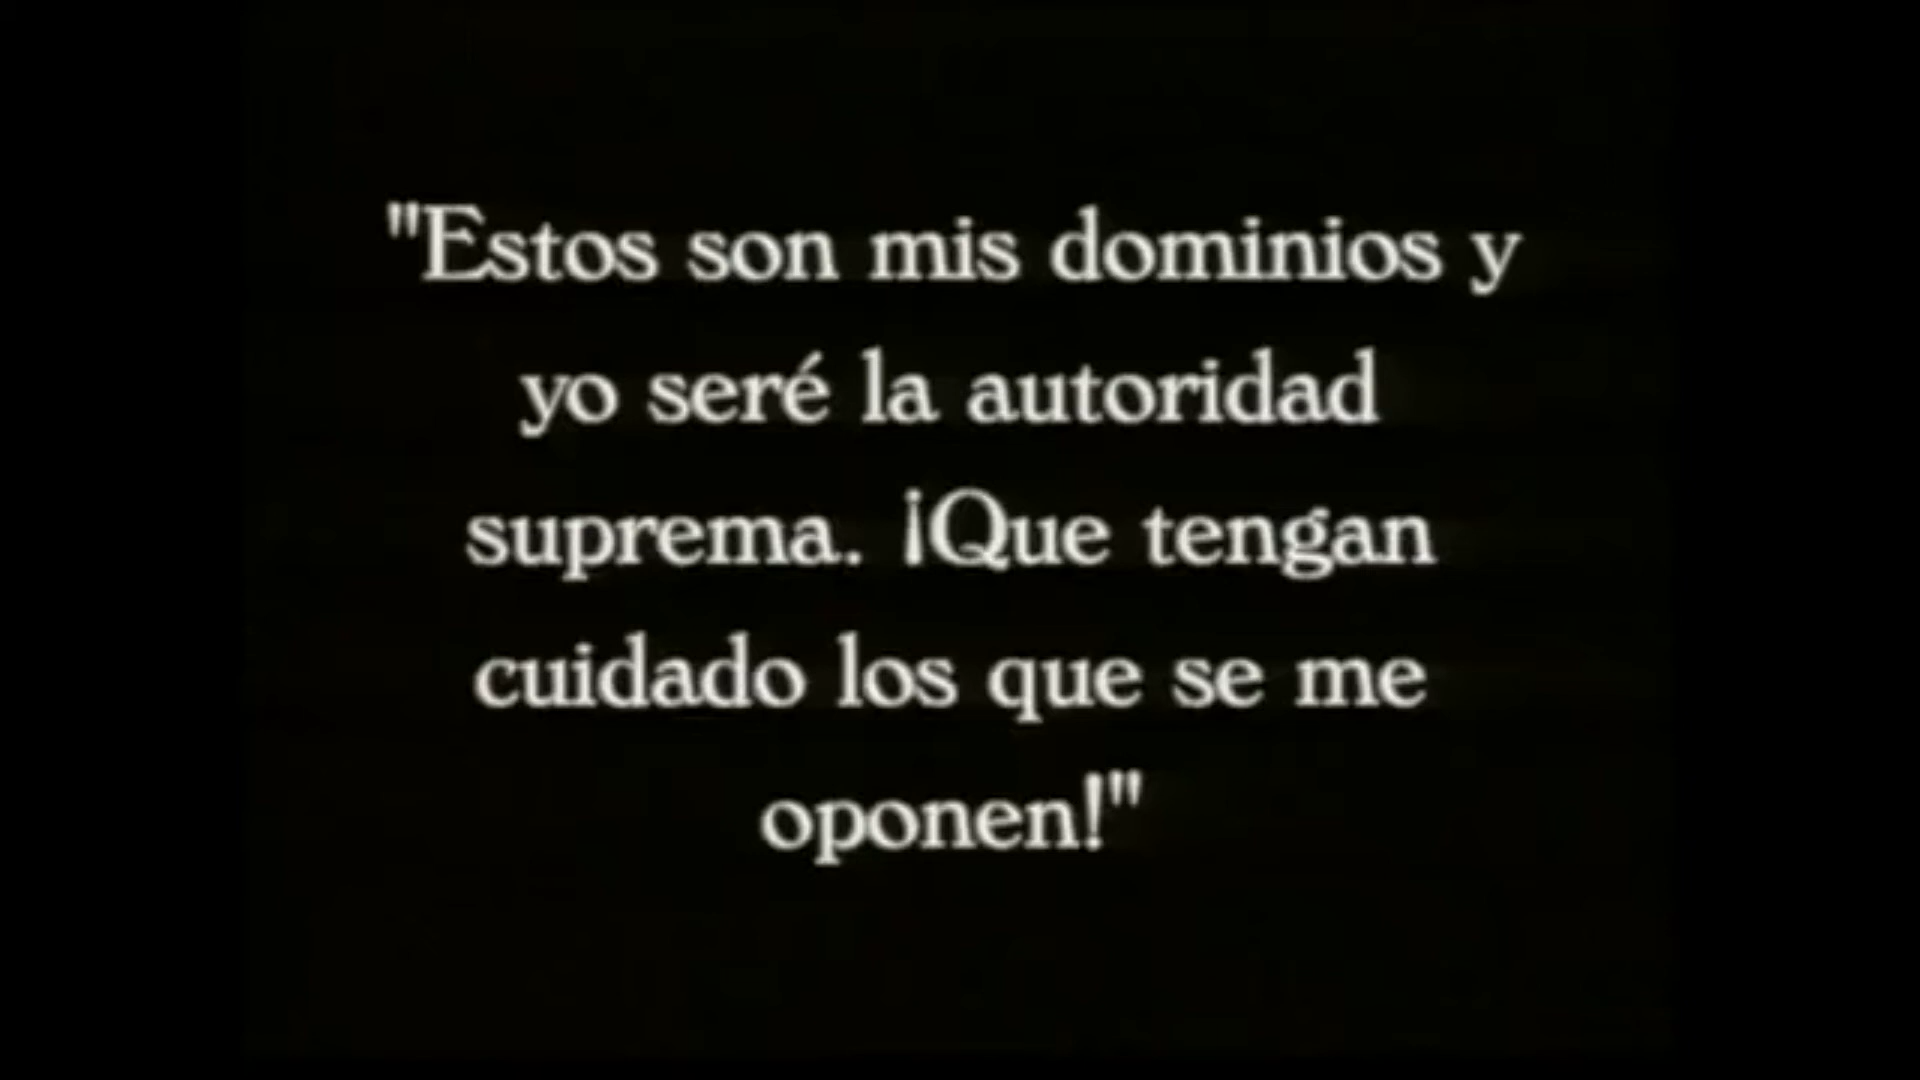 "Estos son mis dominios y
yo seré la autoridad
suprema. ¡Que tengan
cuidado los que se me
oponen!"